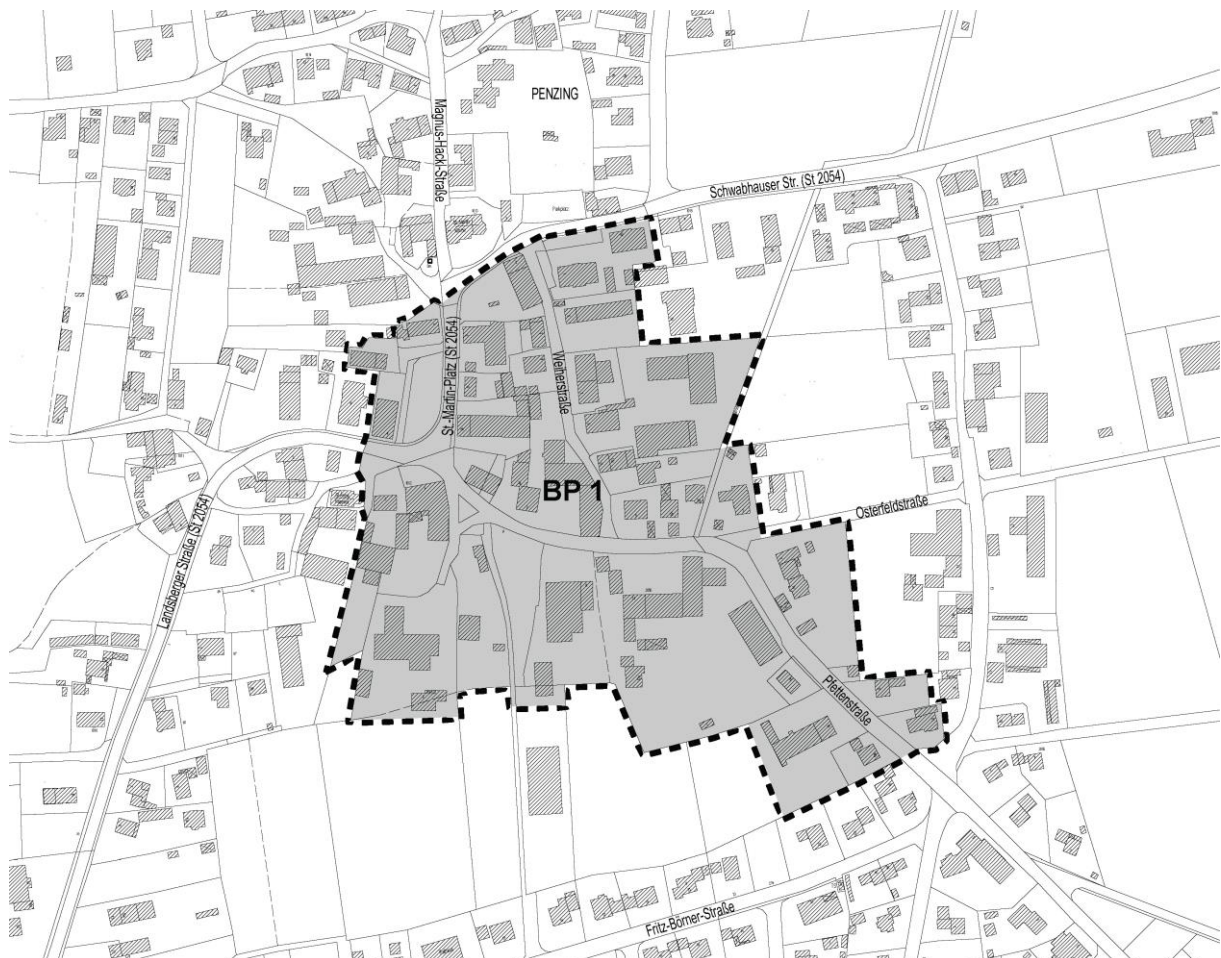 PENZING
Magnus-Hackl-Straße
Schwabhauser Str. (St 2054)
St.-Martin-Platz (St 2054)
Weiherstraße
BP 1
Osterfeldstraße
Landsberger Straße (St 2054)
Pfettenstraße
Fritz-Börner-Straße